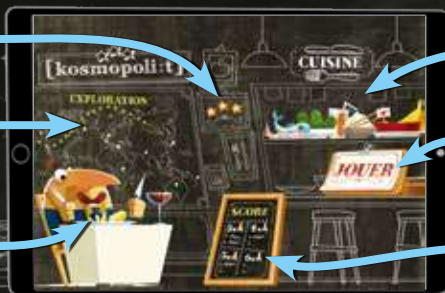 [kosmopoli:t]
CUISINE
EXPLORATION
JOUER
SCORE